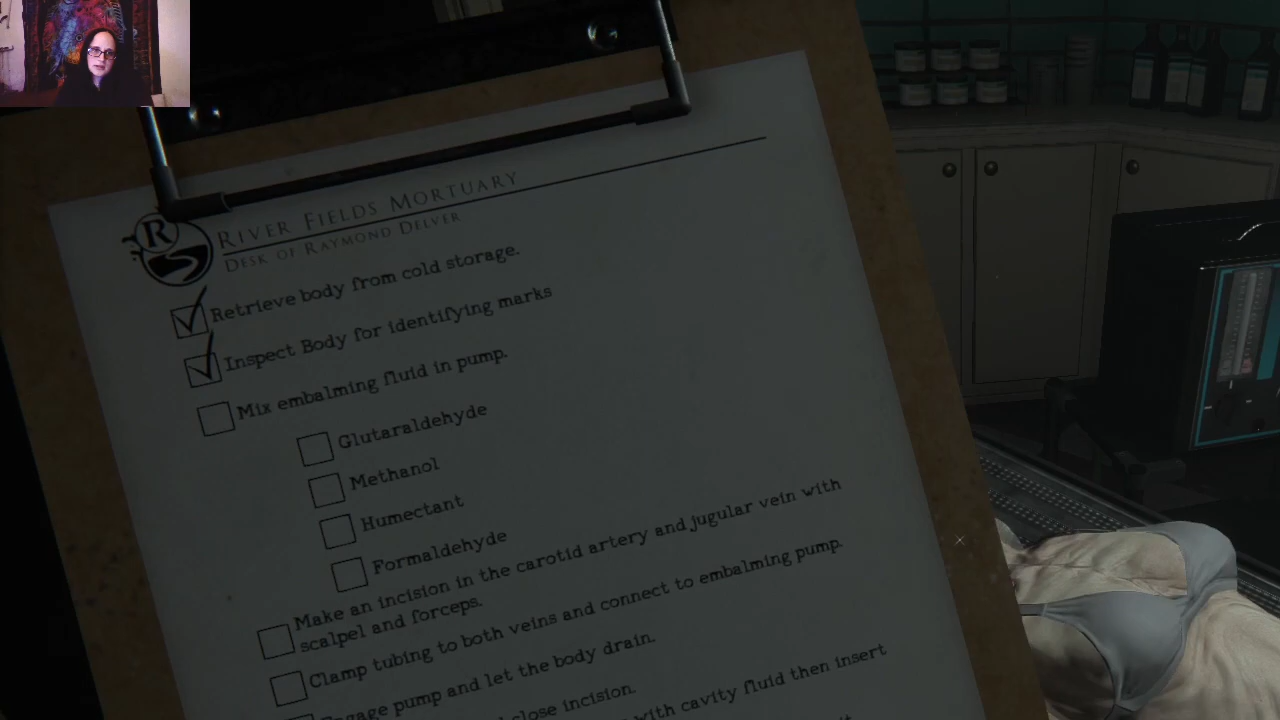 R
RIVER FIELDS MORTUARY
DESK OF RAYMOND DELVER
Retrieve body from cold storage.
Inspect Body for identifying marks
Mix embalming fluid in pump.
Glutaraldehyde
Methanol
Humectant
Formaldehyde
Make an incision in the carotid artery and jugular vein with
scalpel and forceps.
Clamp tubing to both veins and connect to embalming pump.
pump and let the body drain.
close incision.
with cavity fluid then insert